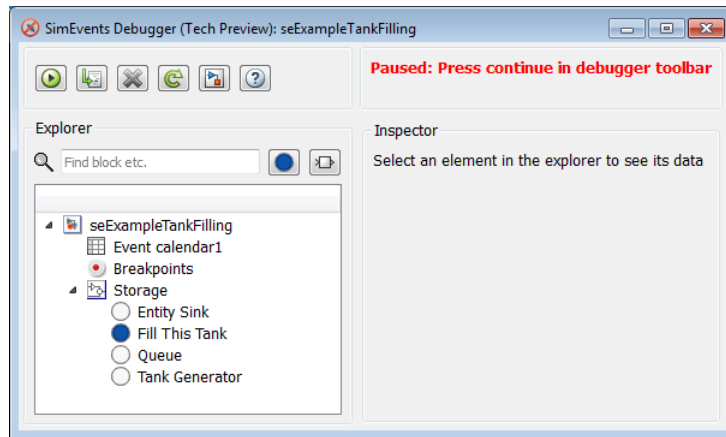 SimEvents Debugger (Tech Preview): seExampleTankFilling
Paused: Press continue in debugger toolbar
Explorer
Find block etc.
seExampleTankFilling
Event calendar1
Breakpoints
Storage
Entity Sink
Fill This Tank
Queue
Tank Generator
Inspector
Select an element in the explorer to see its data